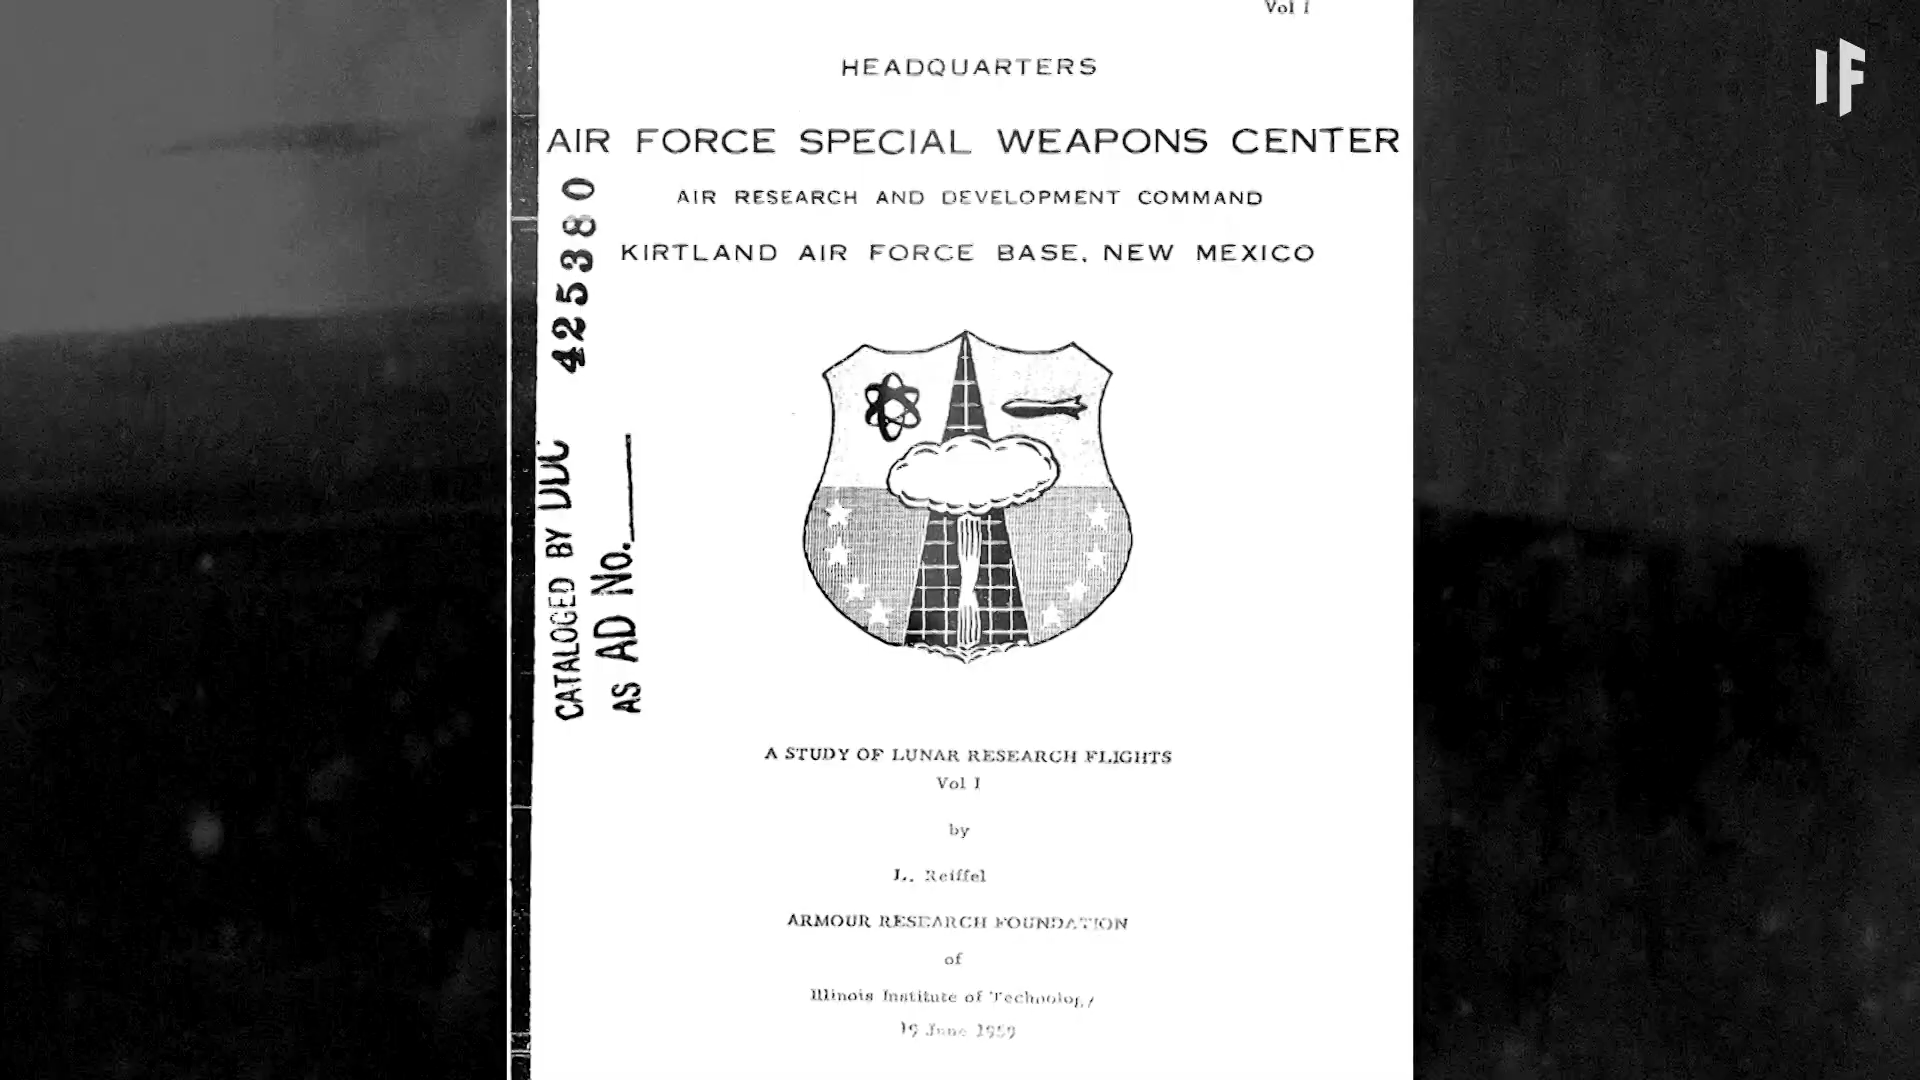 Vol I
HEADQUARTERS
AIR FORCE SPECIAL WEAPONS CENTER
AIR RESEARCH AND DEVELOPMENT COMMAND
KIRTLAND AIR FORCE BASE, NEW MEXICO
425380
CATALOGED BY DDC
AS AD No.
A STUDY OF LUNAR RESEARCH FLIGHTS
Vol I
by
L. Reiffel
ARMOUR RESEARCH FOUNDATION
of
Illinois Institute of Technology
19 June 1959
IF